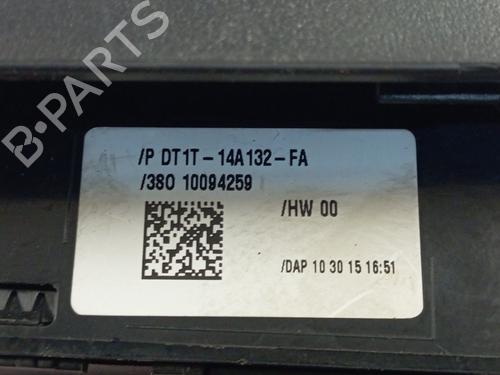 B-PARTS
/P DT1T-14A132-FA
/380 10094259
/HW 00
/DAP 10 30 15 16:51